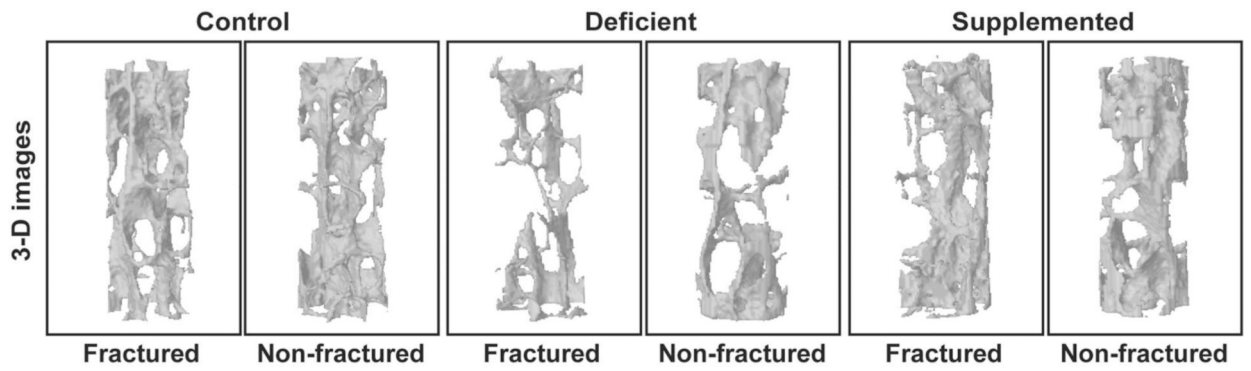 Control Deficient Supplemented
3-D images
Fractured Non-fractured Fractured Non-fractured Fractured Non-fractured